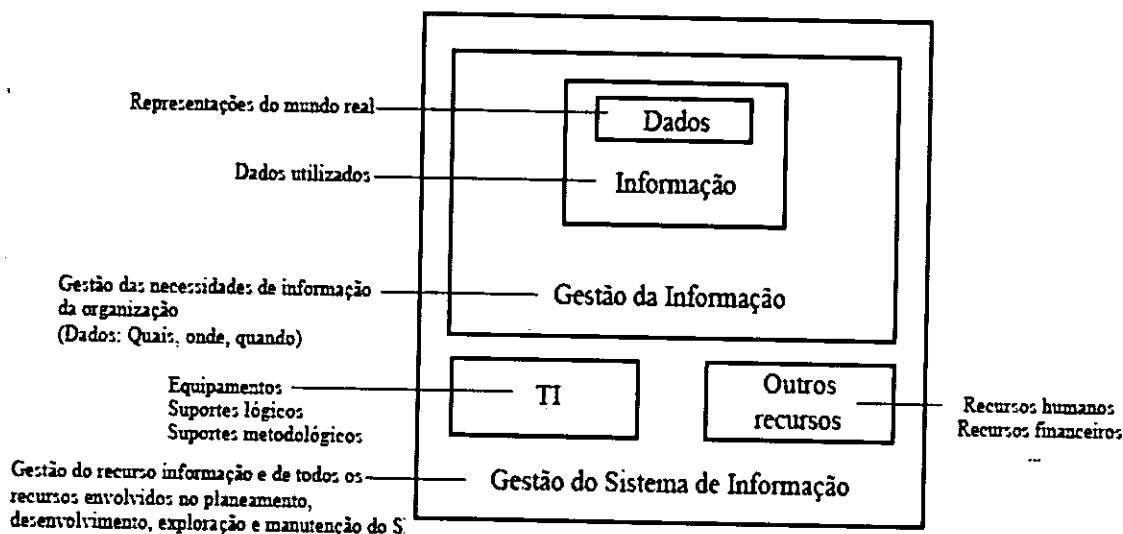 Representações do mundo real
Dados
Dados utilizados
Informação
Gestão das necessidades de informação
da organização
(Dados: Quais, onde, quando)
Gestão da Informação
Equipamentos
Suportes lógicos
Suportes metodológicos
TI
Outros
recursos
Recursos humanos
Recursos financeiros
...
Gestão do recurso informação e de todos os
recursos envolvidos no planeamento,
desenvolvimento, exploração e manutenção do S
Gestão do Sistema de Informação